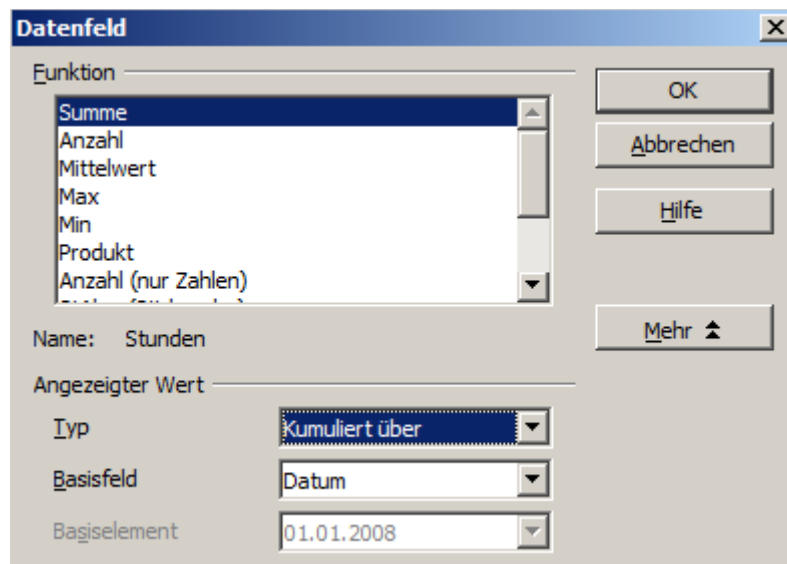 Datenfeld
Funktion
OK
Summe
Anzahl
Abbrechen
Mittelwert
Max
Hilfe
Min
Produkt
Anzahl (nur Zahlen)
Mehr
Name: Stunden
Angezeigter Wert
Typ Kumuliert über
Basisfeld Datum
Basiselement 01.01.2008